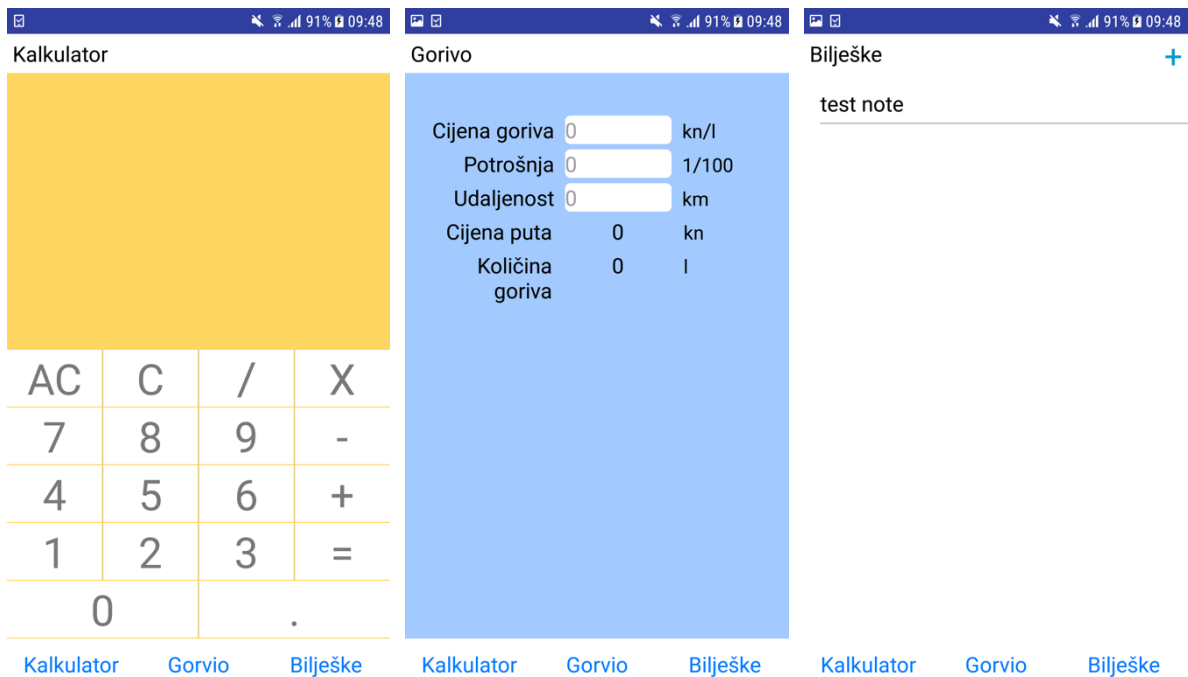 91% 09:48
Kalkulator
AC C / X
7 8 9 -
4 5 6 +
1 2 3 =
0 .
Kalkulator Gorvio Bilješke
91% 09:48
Gorivo
Cijena goriva 0 kn/l
Potrošnja 0 1/100
Udaljenost 0 km
Cijena puta 0 kn
Količina 0 l
goriva
Kalkulator Gorvio Bilješke
91% 09:48
Bilješke +
test note
Kalkulator Gorvio Bilješke